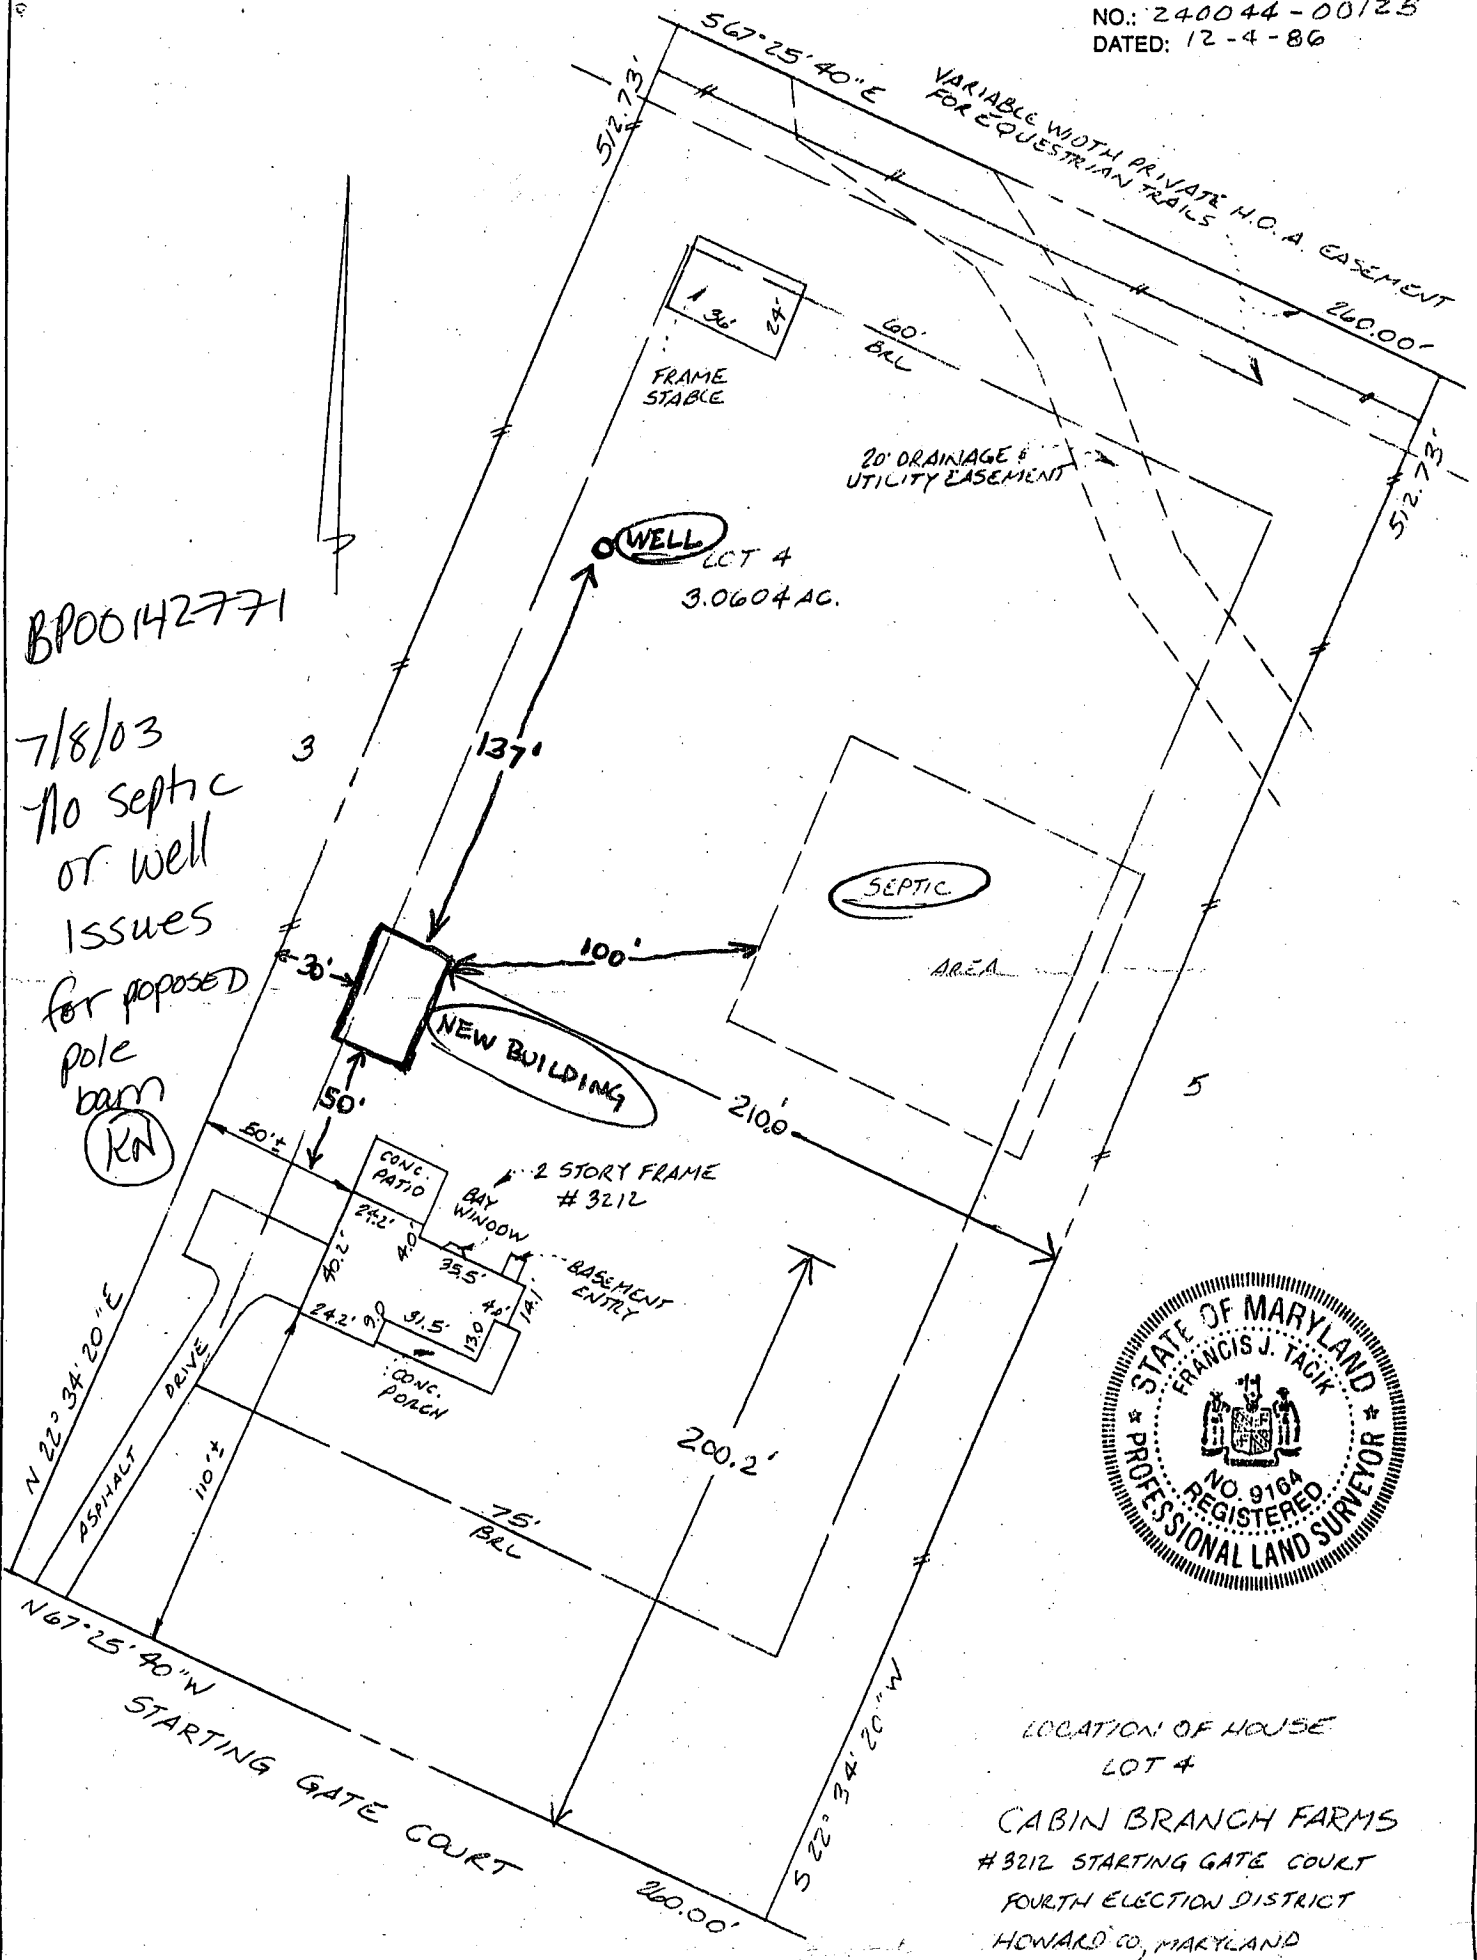 NO.: 240044-0012B
DATED: 12-4-86
S67°25'40"E
512.73'
VARIABLE WIDTH PRIVATE H.O.A. EASEMENT
FOR EQUESTRIAN TRAILS
260.00'
36'
24'
FRAME
STABLE
60'
BRL
20' DRAINAGE &
UTILITY EASEMENT
512.73'
WELL
LOT 4
3.0604 AC.
BP00142771
7/8/03
No septic
or well
issues
for poposED
pole
barn
KN
3
137'
SEPTIC
AREA
30'
100'
NEW BUILDING
50'
210.0'
5
50'±
CONC.
PATIO
2 STORY FRAME
# 3212
BAY
WINDOW
24.2'
4.0'
40.2'
35.5'
BASEMENT
ENTRY
24.2'
9.0
31.5'
13.0
4.0'
14.1
CONC.
PORCH
N 22° 34' 20" E
ASPHALT DRIVE
110'±
200.2'
75'
BRL
STATE OF MARYLAND
FRANCIS J. TACIK
NO. 9164
REGISTERED
PROFESSIONAL LAND SURVEYOR
N67°25'40"W
STARTING GATE COURT
260.00'
S 22° 34' 20" W
LOCATION OF HOUSE
LOT 4
CABIN BRANCH FARMS
# 3212 STARTING GATE COURT
FOURTH ELECTION DISTRICT
HOWARD CO, MARYLAND